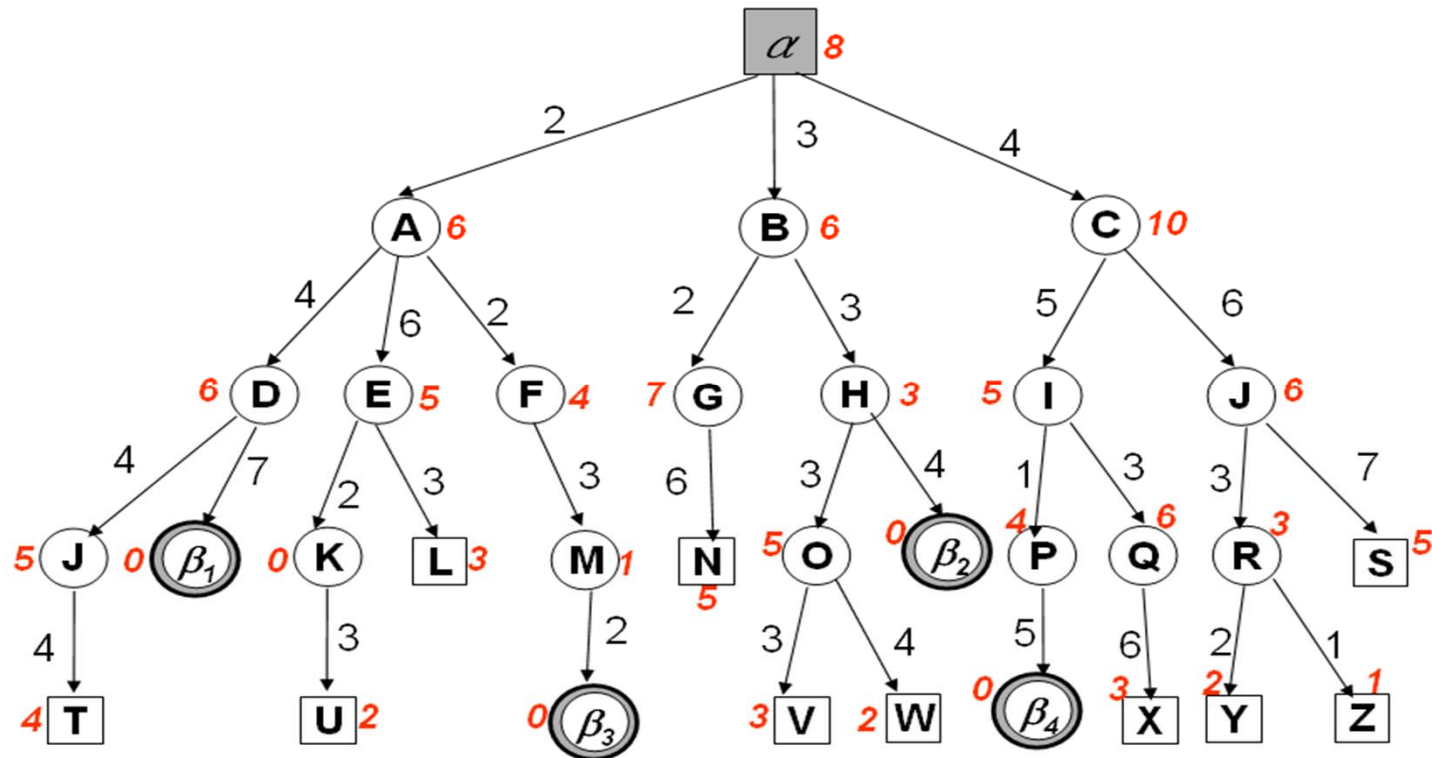 α 8
2 3 4
A 6 B 6 C 10
4 6 2 2 3 5 6
6 D E 5 F 4 7 G H 3 5 I J 6
4 7 2 3 3 6 3 4 1 3 3 7
5 J 0 β1 0 K L 3 M 1 N 5 5 O 0 β2 4 P Q 6 R 3 S 5
4 3 2 3 4 5 6 2 1
4 T U 2 0 β3 3 V 2 W 0 β4 3 X 2 Y Z 1